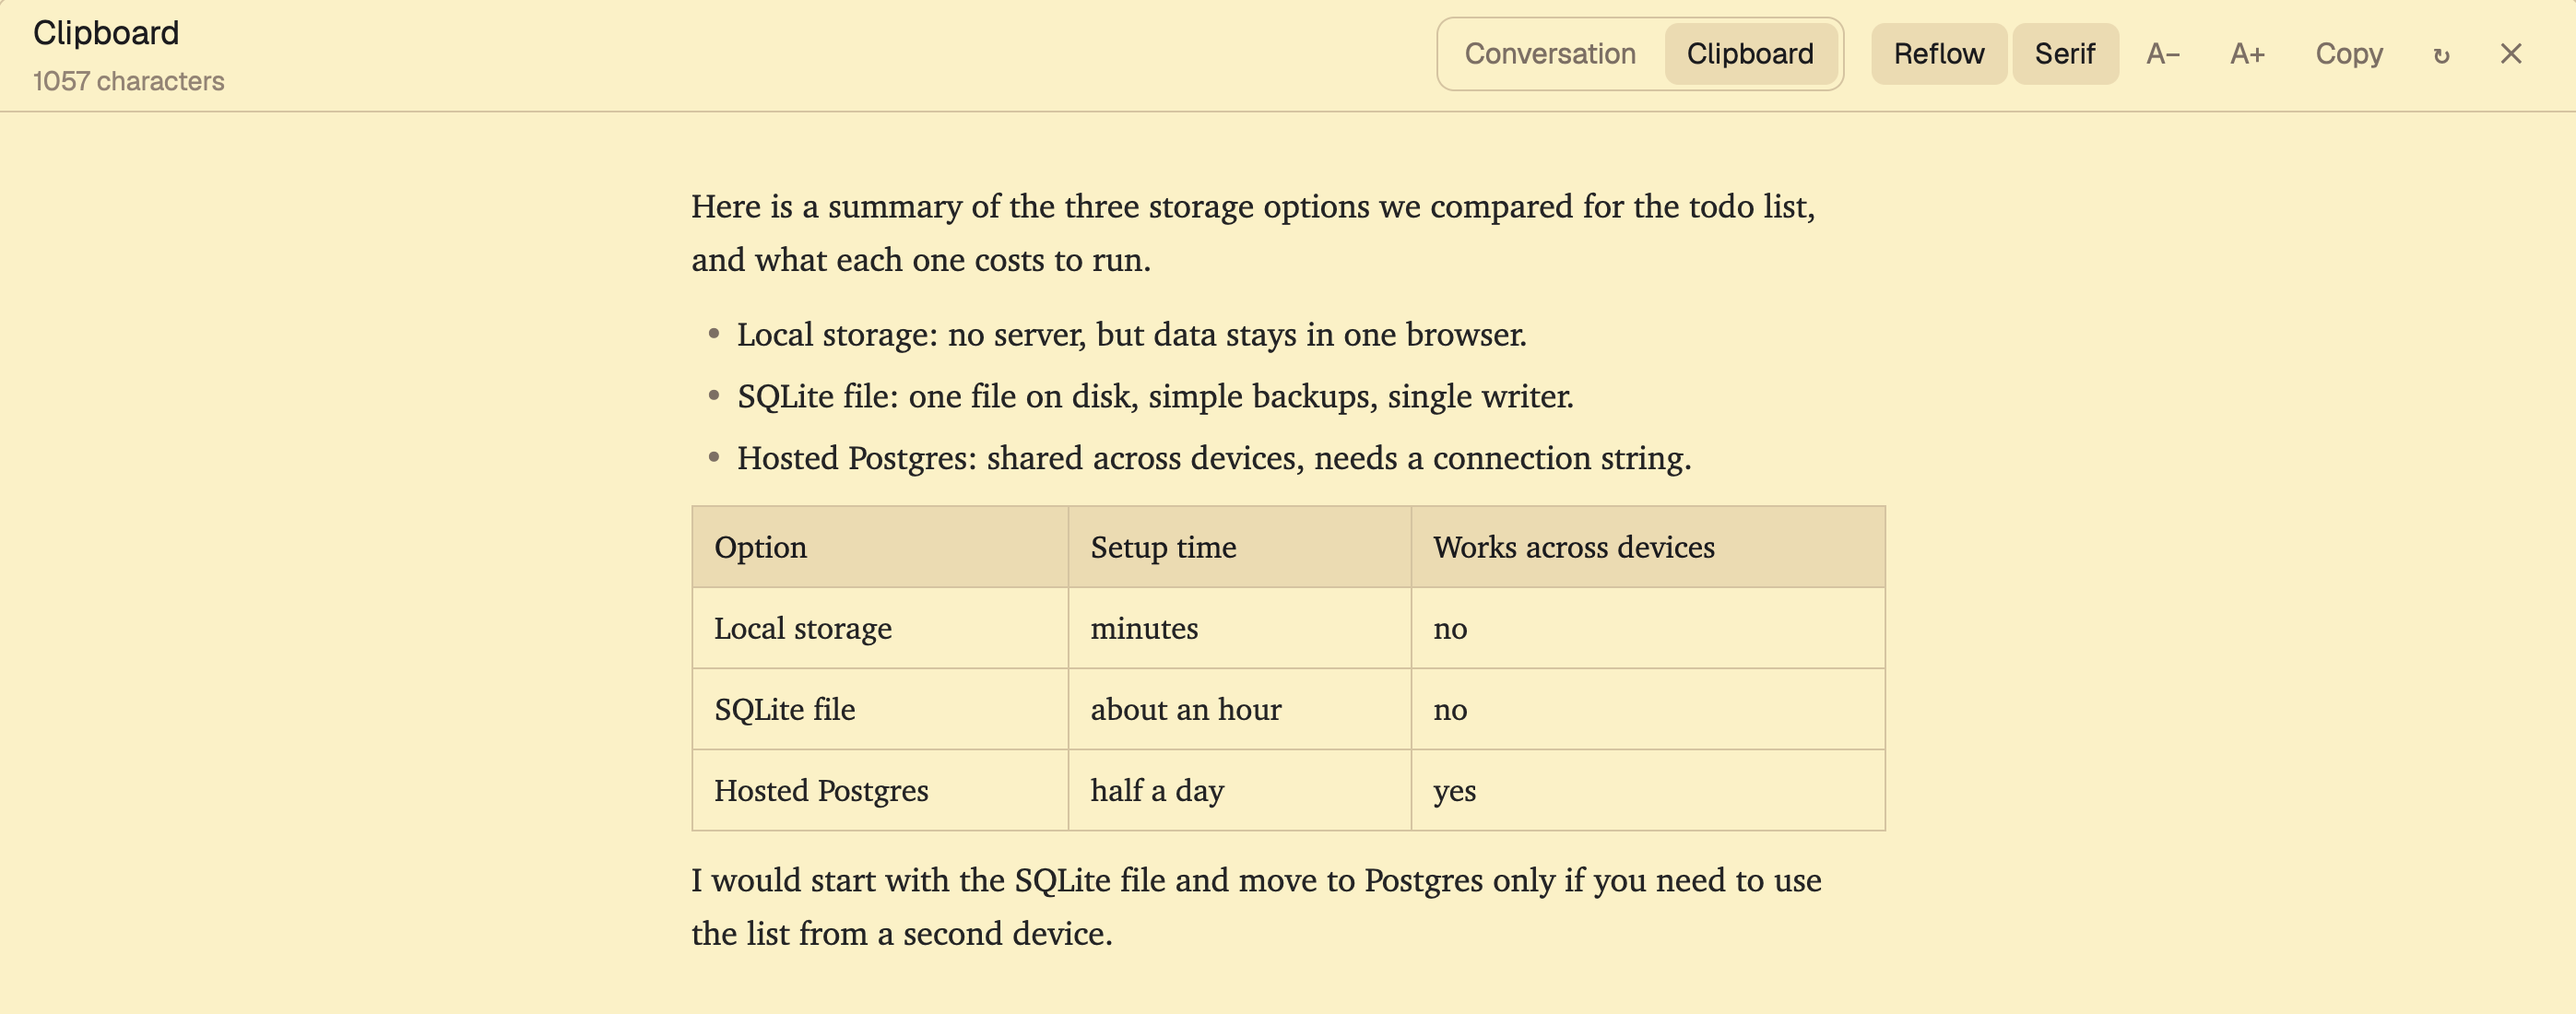 Clipboard
1057 characters
Conversation Clipboard Reflow Serif A− A+ Copy ↻ ×
Here is a summary of the three storage options we compared for the todo list,
and what each one costs to run.
• Local storage: no server, but data stays in one browser.
• SQLite file: one file on disk, simple backups, single writer.
• Hosted Postgres: shared across devices, needs a connection string.
Option Setup time Works across devices
Local storage minutes no
SQLite file about an hour no
Hosted Postgres half a day yes
I would start with the SQLite file and move to Postgres only if you need to use
the list from a second device.